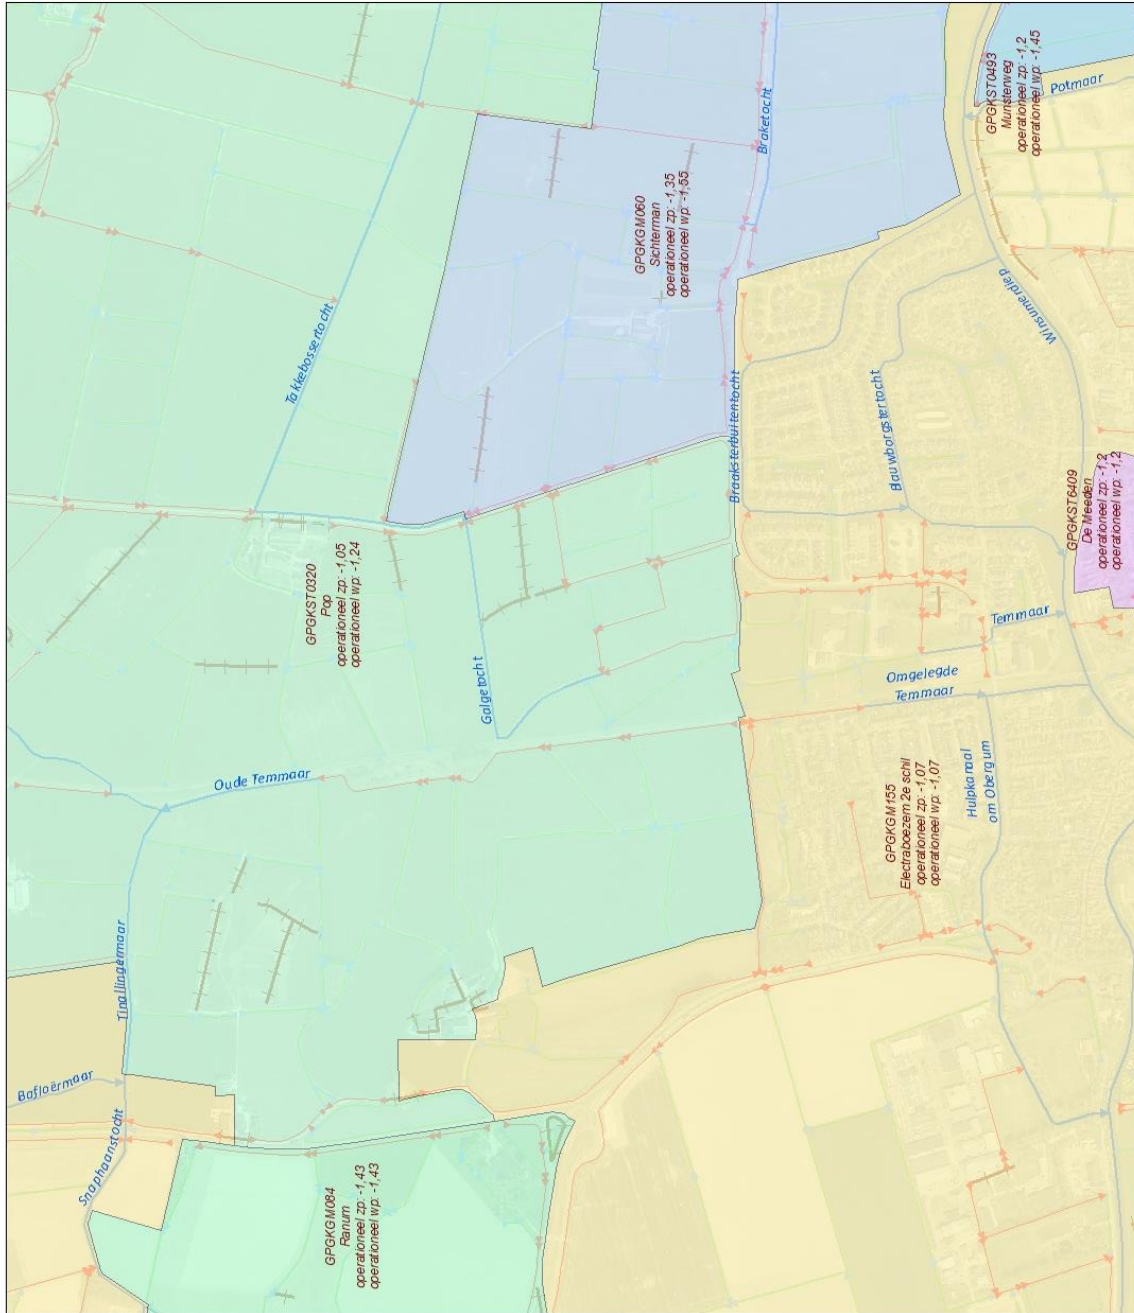 Takkebossertocht
Braketocht
GPGKGM060
Sichterman
operationeel zp: -1,35
operationeel wp: -1,55
GPGKST0493
Munsterweg
operationeel zp: -1,2
operationeel wp: -1,45
Potmaar
Winsumerdiep
Braaksterbuitentocht
Blauwborgstertocht
GPGKST6409
De Meeden
operationeel zp: -1,2
operationeel wp: -1,2
GPGKST0320
Pop
operationeel zp: -1,05
operationeel wp: -1,24
Galgetocht
Temmaar
Omgelegde
Temmaar
Oude Temmaar
GPGKGM155
Electraboezem 2e schil
operationeel zp: -1,07
operationeel wp: -1,07
Hulpkanaal
om Obergum
Tinallingermaar
Bafloërmaar
Snaphaanstocht
GPGKGM084
Ranum
operationeel zp: -1,43
operationeel wp: -1,43